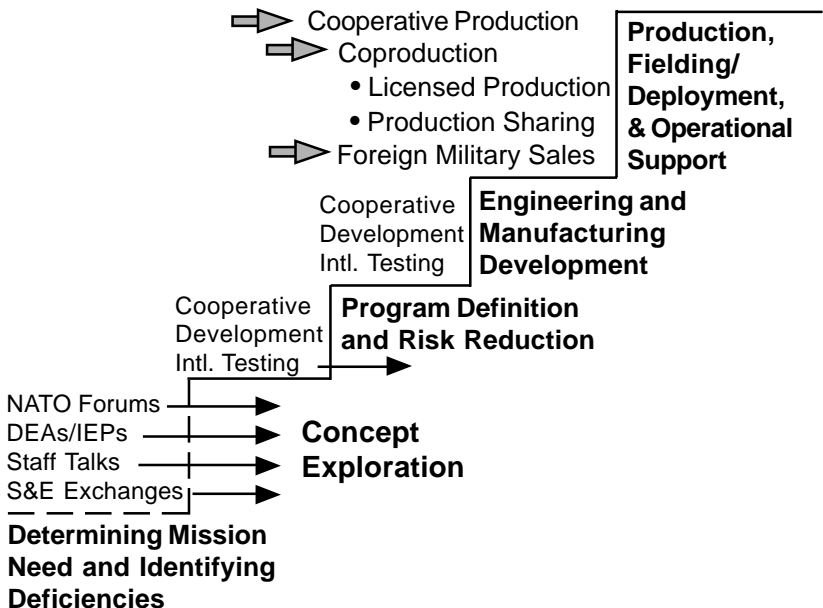 Cooperative Production
Coproduction
• Licensed Production
• Production Sharing
Foreign Military Sales
Production,
Fielding/
Deployment,
& Operational
Support
Cooperative
Development
Intl. Testing
Engineering and
Manufacturing
Development
Cooperative
Development
Intl. Testing
Program Definition
and Risk Reduction
NATO Forums
DEAs/IEPs
Staff Talks
S&E Exchanges
Concept
Exploration
Determining Mission
Need and Identifying
Deficiencies